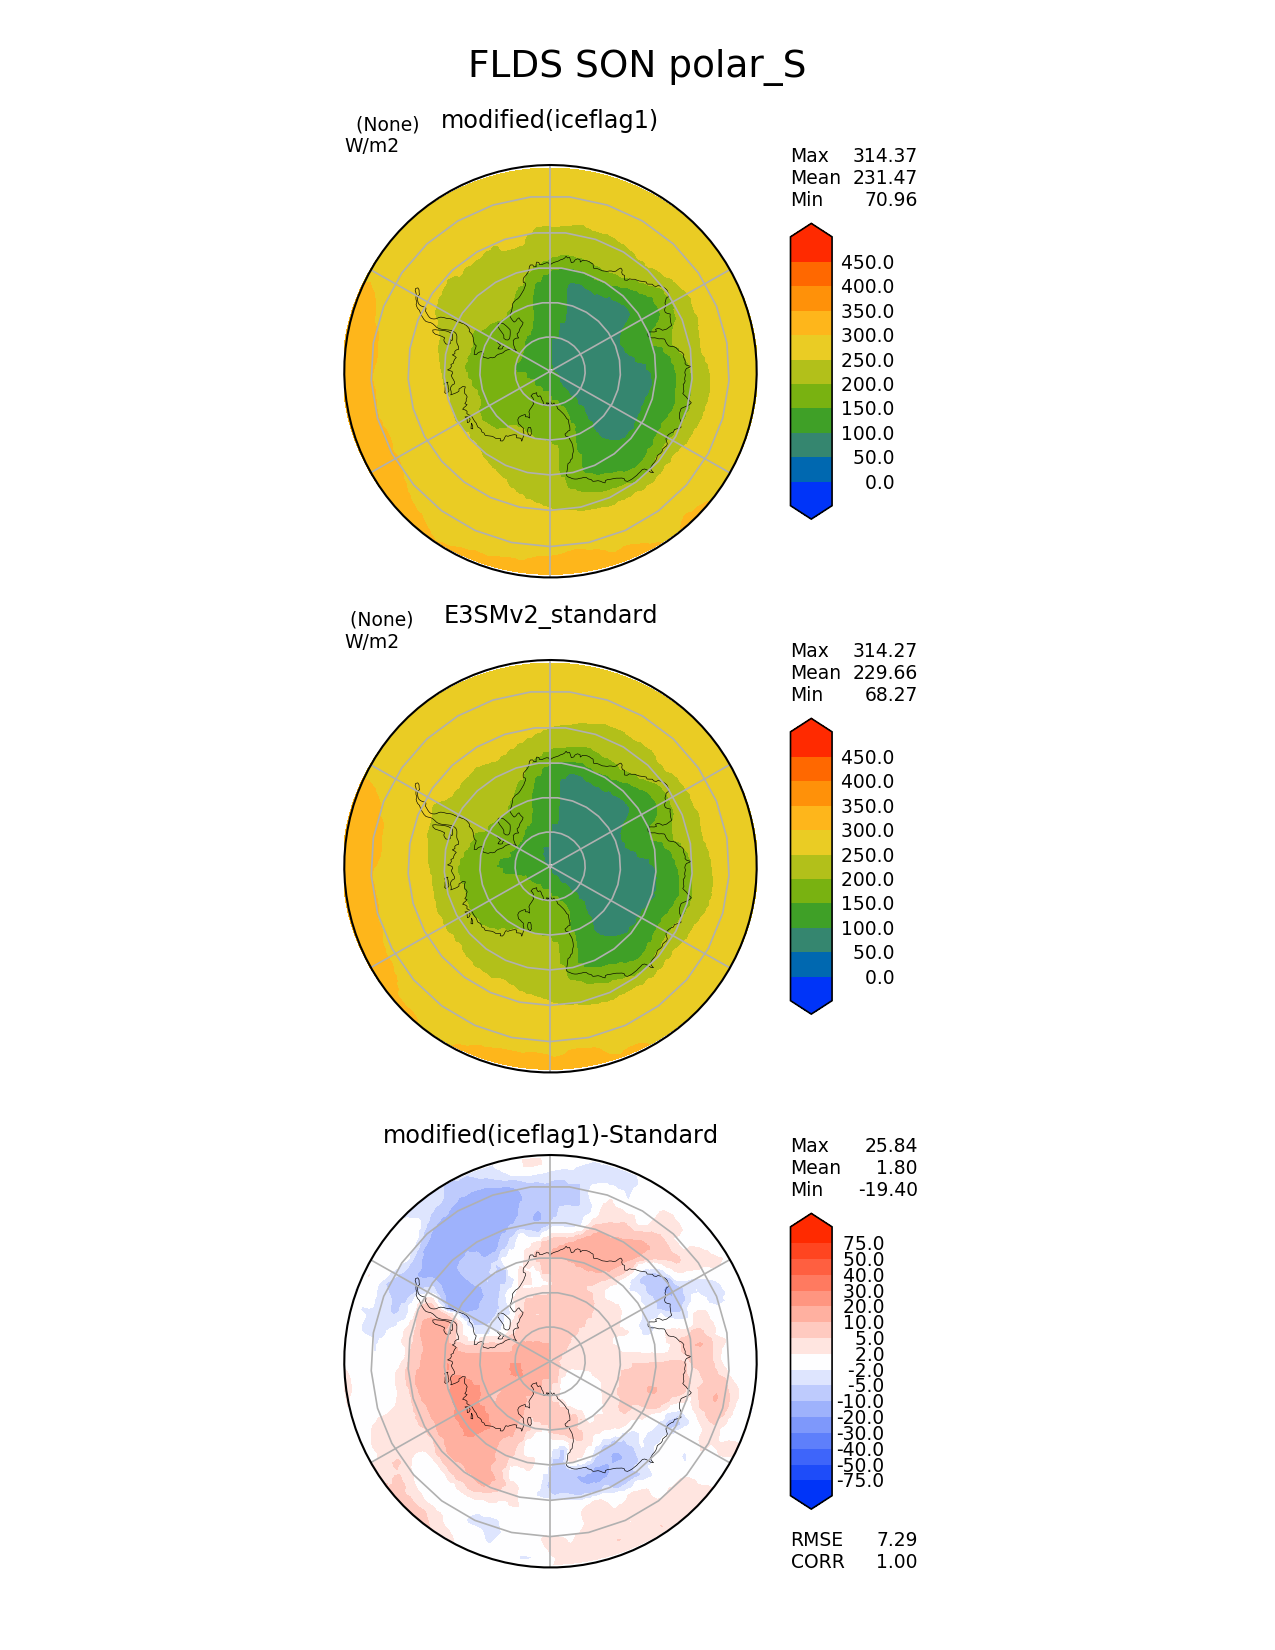 FLDS SON polar_S
(None) modified(iceflag1)
W/m2
Max 314.37
Mean 231.47
Min 70.96
450.0
400.0
350.0
300.0
250.0
200.0
150.0
100.0
50.0
0.0
(None) E3SMv2_standard
W/m2
Max 314.27
Mean 229.66
Min 68.27
450.0
400.0
350.0
300.0
250.0
200.0
150.0
100.0
50.0
0.0
modified(iceflag1)-Standard
Max 25.84
Mean 1.80
Min -19.40
75.0
50.0
40.0
30.0
20.0
10.0
5.0
2.0
-2.0
-5.0
-10.0
-20.0
-30.0
-40.0
-50.0
-75.0
RMSE 7.29
CORR 1.00